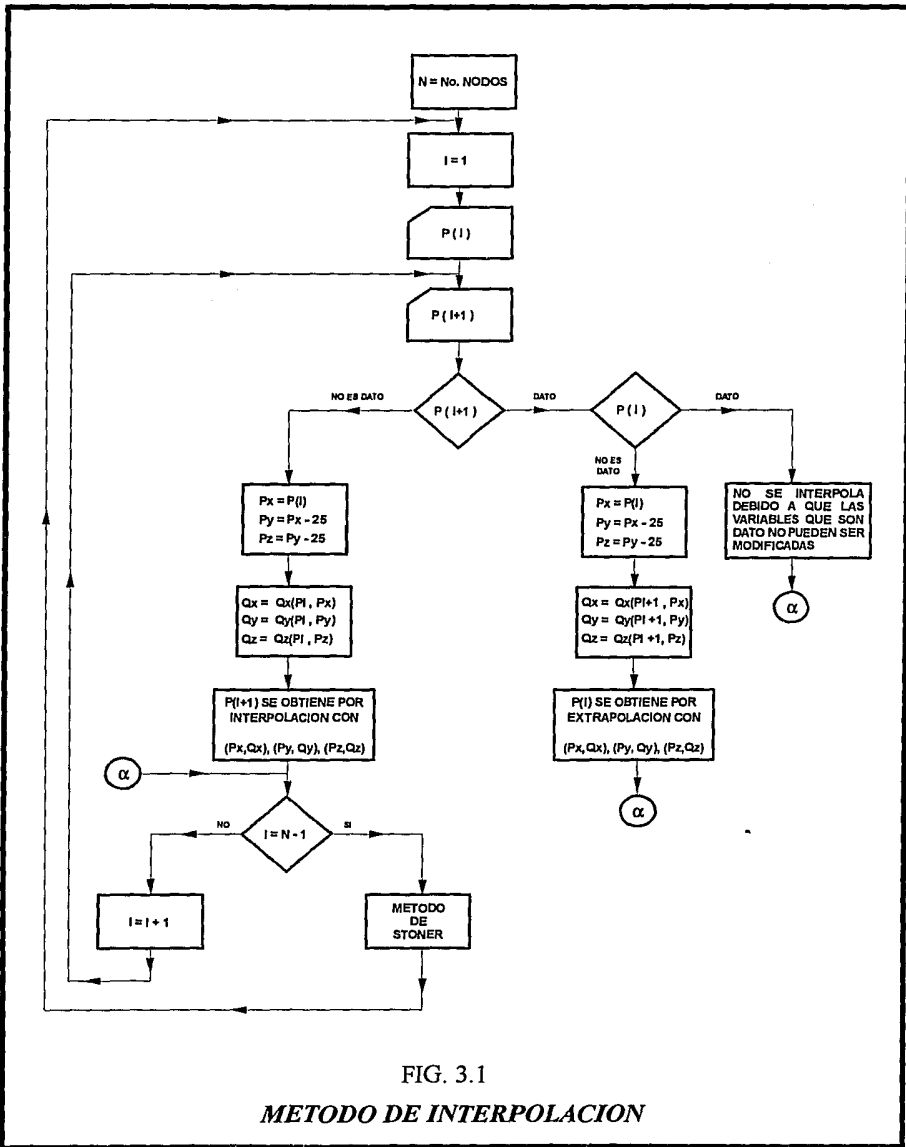 N = No. NODOS
I = 1
P ( I )
P ( I+1 )
NO ES DATO
P ( I+1 )
DATO
P ( I )
DATO
NO ES
DATO
Px = P(I)
Py = Px - 25
Pz = Py - 25
Px = P(I)
Py = Px - 25
Pz = Py - 25
NO SE INTERPOLA
DEBIDO A QUE LAS
VARIABLES QUE SON
DATO NO PUEDEN SER
MODIFICADAS
α
Qx = Qx(PI , Px)
Qy = Qy(PI , Py)
Qz = Qz(PI , Pz)
Qx = Qx(PI+1 , Px)
Qy = Qy(PI +1, Py)
Qz = Qz(PI +1, Pz)
P(I+1) SE OBTIENE POR
INTERPOLACION CON
(Px,Qx), (Py, Qy), (Pz,Qz)
P(I) SE OBTIENE POR
EXTRAPOLACION CON
(Px,Qx), (Py, Qy), (Pz,Qz)
α
α
NO
I = N - 1
SI
I = I + 1
METODO
DE
STONER
FIG. 3.1
METODO DE INTERPOLACION